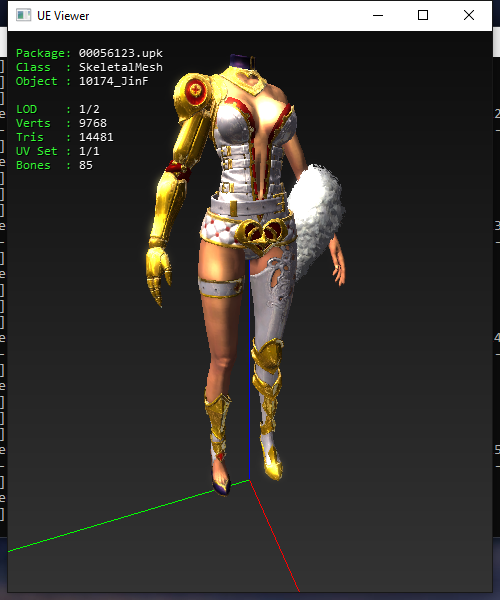 UE Viewer
Package: 00056123.upk
Class : SkeletalMesh
Object : 10174_JinF
LOD : 1/2
Verts : 9768
Tris : 14481
UV Set : 1/1
Bones : 85